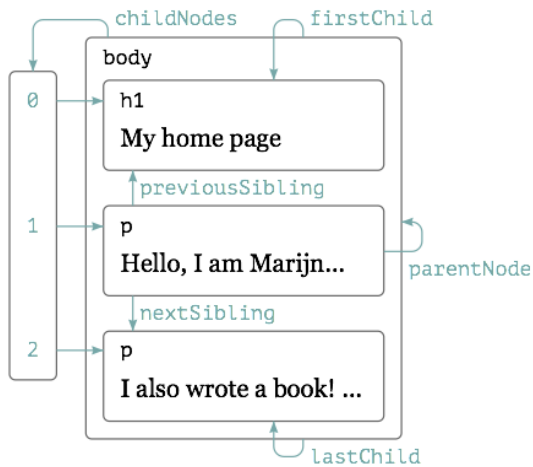 childNodes firstChild
body
0 h1
My home page
previousSibling
1 p
Hello, I am Marijn...
parentNode
nextSibling
2 p
I also wrote a book! ...
lastChild